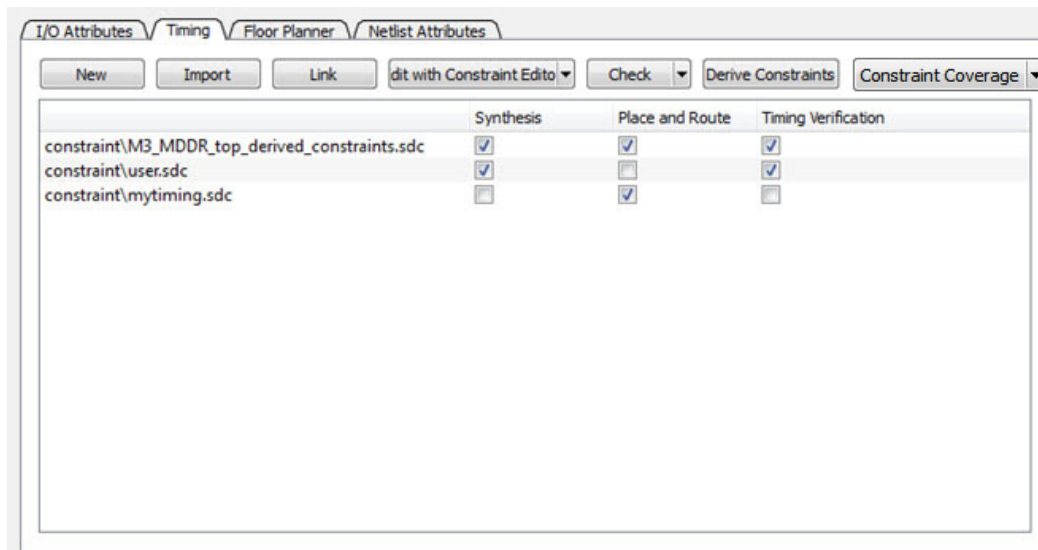 I/O Attributes Timing Floor Planner Netlist Attributes
New Import Link dit with Constraint Edito Check Derive Constraints Constraint Coverage
Synthesis Place and Route Timing Verification
constraint\M3_MDDR_top_derived_constraints.sdc
constraint\user.sdc
constraint\mytiming.sdc